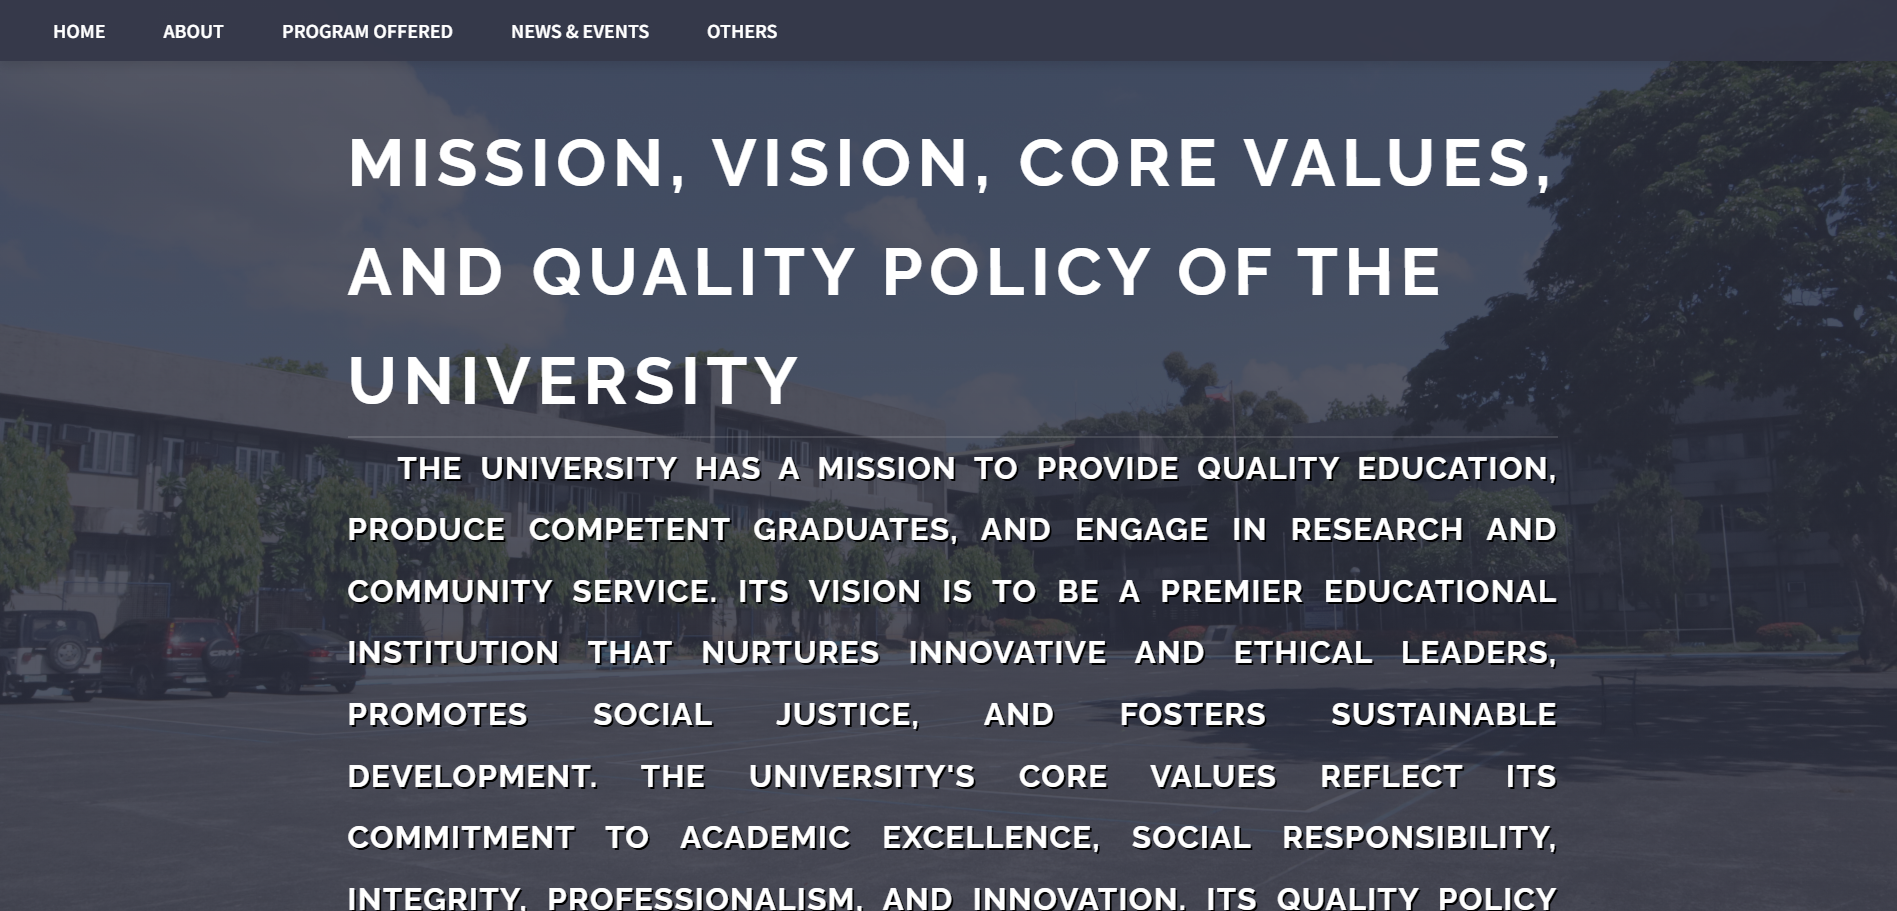 HOME ABOUT PROGRAM OFFERED NEWS & EVENTS OTHERS
MISSION, VISION, CORE VALUES,
AND QUALITY POLICY OF THE
UNIVERSITY
THE UNIVERSITY HAS A MISSION TO PROVIDE QUALITY EDUCATION,
PRODUCE COMPETENT GRADUATES, AND ENGAGE IN RESEARCH AND
COMMUNITY SERVICE. ITS VISION IS TO BE A PREMIER EDUCATIONAL
INSTITUTION THAT NURTURES INNOVATIVE AND ETHICAL LEADERS,
PROMOTES SOCIAL JUSTICE, AND FOSTERS SUSTAINABLE
DEVELOPMENT. THE UNIVERSITY'S CORE VALUES REFLECT ITS
COMMITMENT TO ACADEMIC EXCELLENCE, SOCIAL RESPONSIBILITY,
INTEGRITY, PROFESSIONALISM, AND INNOVATION. ITS QUALITY POLICY